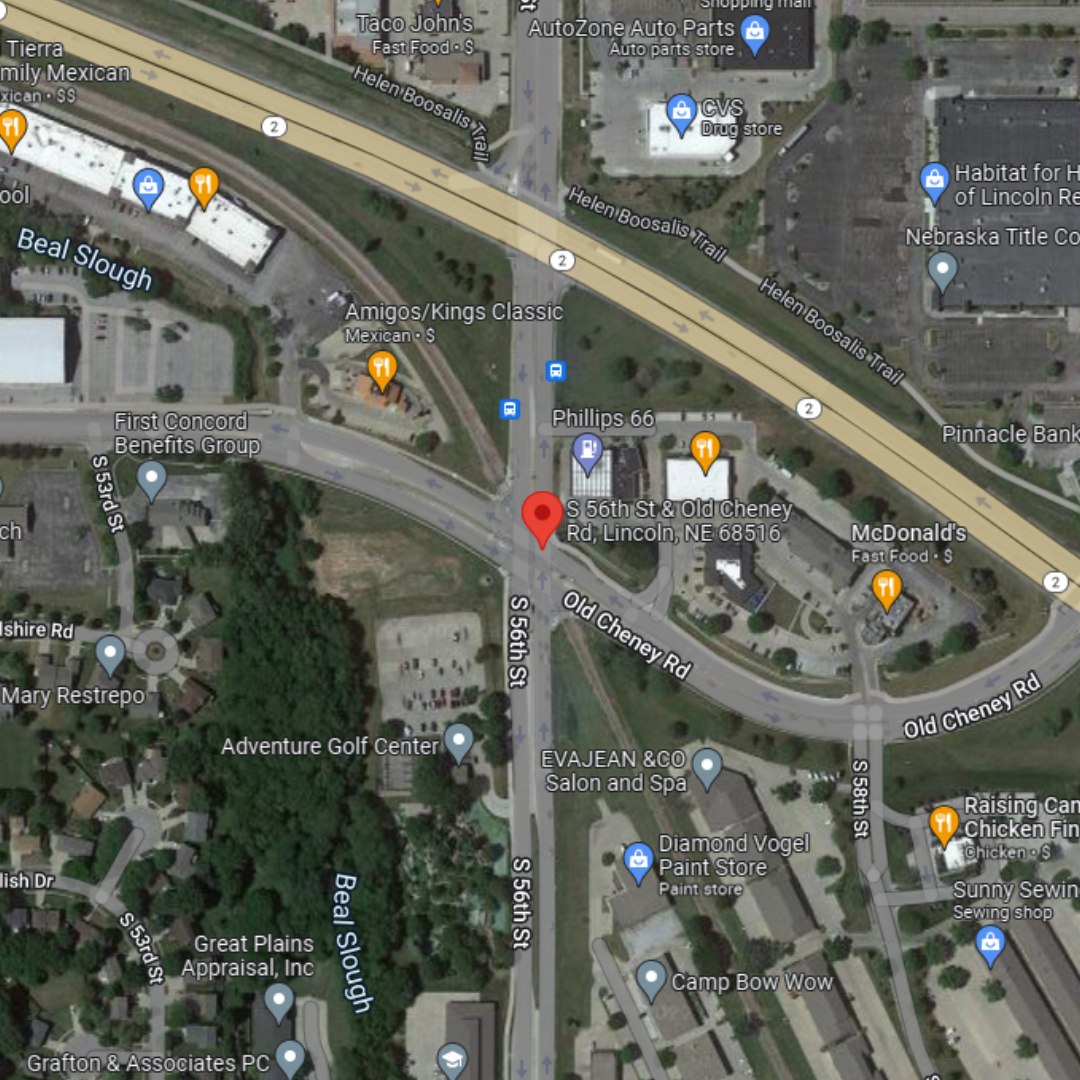 St
Shopping mall
Taco John's
Fast Food • $
AutoZone Auto Parts
Auto parts store
Tierra
mily Mexican
xican • $$
Helen Boosalis Trail
CVS
Drug store
2
Habitat for H
of Lincoln Re
ool
Helen Boosalis Trail
Nebraska Title Co
Beal Slough
2
Helen Boosalis Trail
Amigos/Kings Classic
Mexican • $
2
First Concord
Benefits Group
Phillips 66
Pinnacle Bank
S 53rd St
S 56th St & Old Cheney
Rd, Lincoln, NE 68516
ch
McDonald's
Fast Food • $
2
lshire Rd
S 56th St
Old Cheney Rd
Mary Restrepo
Old Cheney Rd
Adventure Golf Center
EVAJEAN &CO
Salon and Spa
S 58th St
Raising Can
Chicken Fin
Chicken • $
Diamond Vogel
Paint Store
Paint store
lish Dr
S 56th St
Beal Slough
Sunny Sewin
Sewing shop
S 53rd St
Great Plains
Appraisal, Inc
Camp Bow Wow
Grafton & Associates PC
S